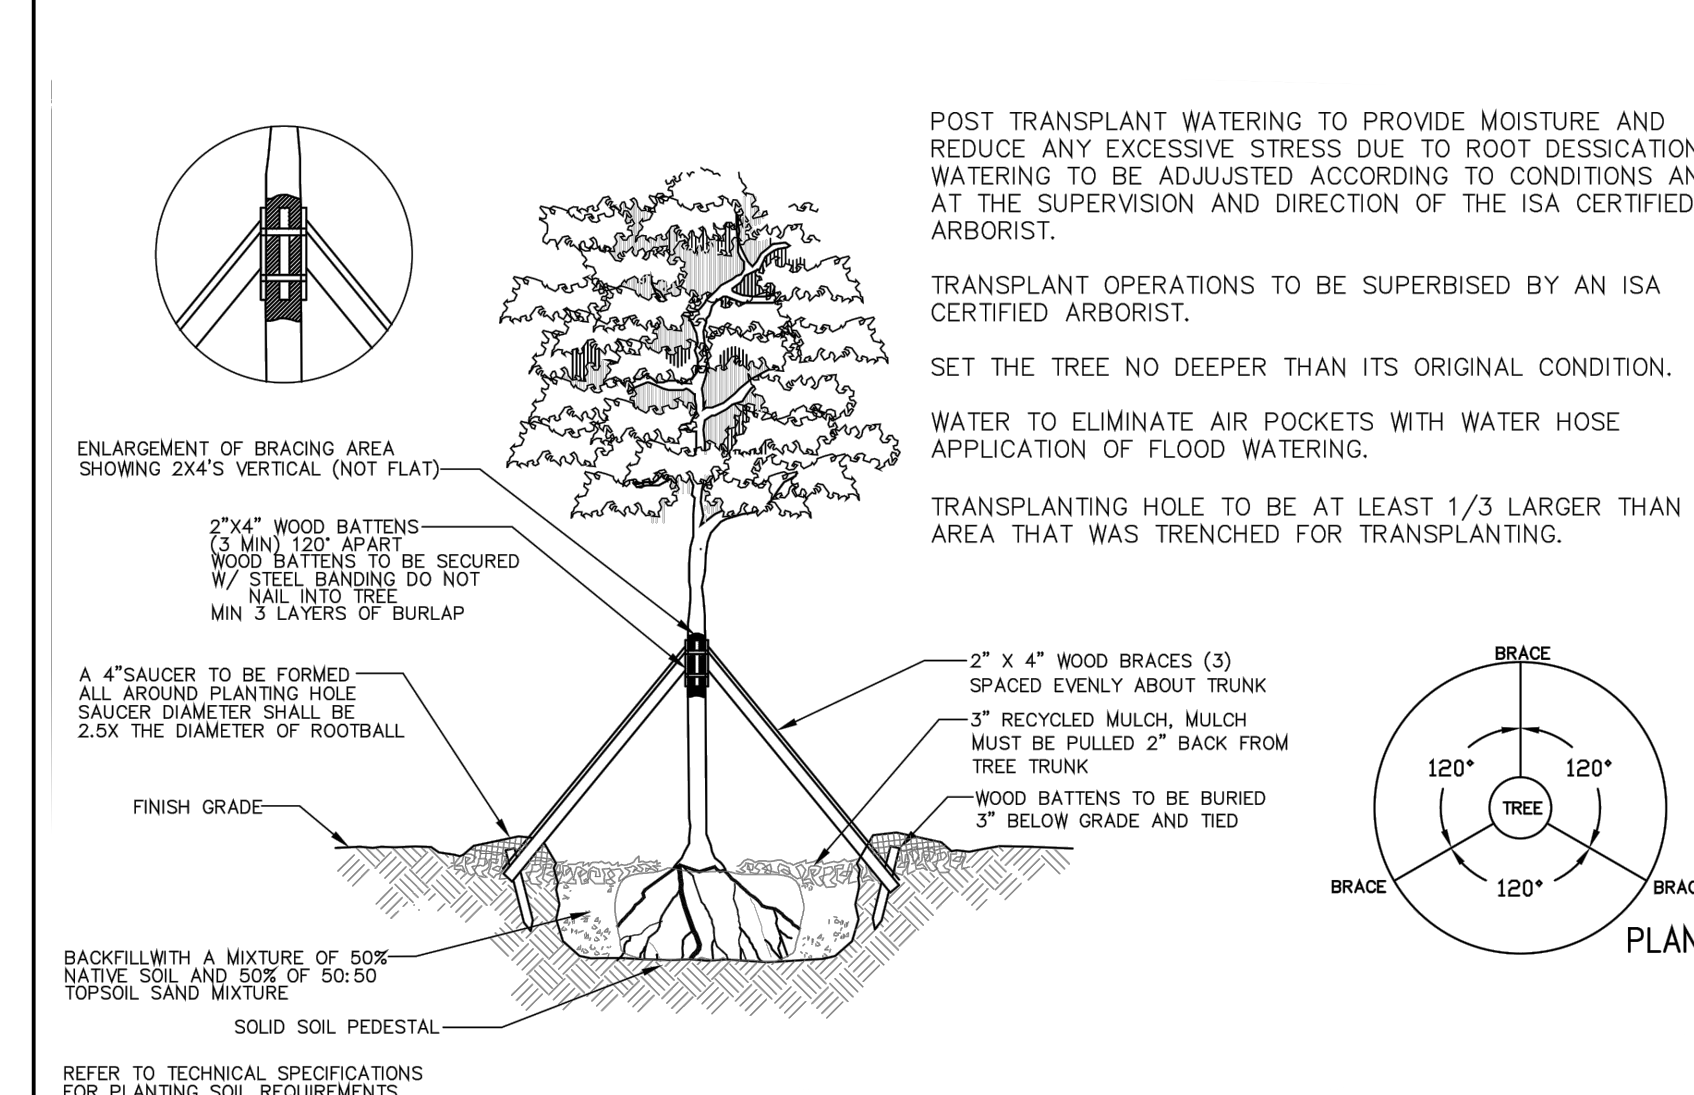 POST TRANSPLANT WATERING TO PROVIDE MOISTURE AND
REDUCE ANY EXCESSIVE STRESS DUE TO ROOT DESSICATION
WATERING TO BE ADJUJSTED ACCORDING TO CONDITIONS
AT THE SUPERVISION AND DIRECTION OF THE ISA CERTIFIED
ARBORIST.
TRANSPLANT OPERATIONS TO BE SUPERBISED BY AN ISA
CERTIFIED ARBORIST.
SET THE TREE NO DEEPER THAN ITS ORIGINAL CONDITION.
WATER TO ELIMINATE AIR POCKETS WITH WATER HOSE
APPLICATION OF FLOOD WATERING.
TRANSPLANTING HOLE TO BE AT LEAST 1/3 LARGER THAN
AREA THAT WAS TRENCHED FOR TRANSPLANTING.
ENLARGEMENT OF BRACING AREA
SHOWING 2X4'S VERTICAL (NOT FLAT)
2"X4" WOOD BATTENS
(3 MIN) 120° APART
WOOD BATTENS TO BE SECURED
W/ STEEL BANDING DO NOT
NAIL INTO TREE
MIN 3 LAYERS OF BURLAP
A 4"SAUCER TO BE FORMED
ALL AROUND PLANTING HOLE
SAUCER DIAMETER SHALL BE
2.5X THE DIAMETER OF ROOTBALL
FINISH GRADE
BACKFILLWITH A MIXTURE OF 50%
NATIVE SOIL AND 50% OF 50:50
TOPSOIL SAND MIXTURE
SOLID SOIL PEDESTAL
REFER TO TECHNICAL SPECIFICATIONS
FOR PLANTING SOIL REQUIREMENTS
2" X 4" WOOD BRACES (3)
SPACED EVENLY ABOUT TRUNK
3" RECYCLED MULCH, MULCH
MUST BE PULLED 2" BACK FROM
TREE TRUNK
WOOD BATTENS TO BE BURIED
3" BELOW GRADE AND TIED
BRACE
120°
120°
TREE
120°
BRACE
BRAC
PLAN